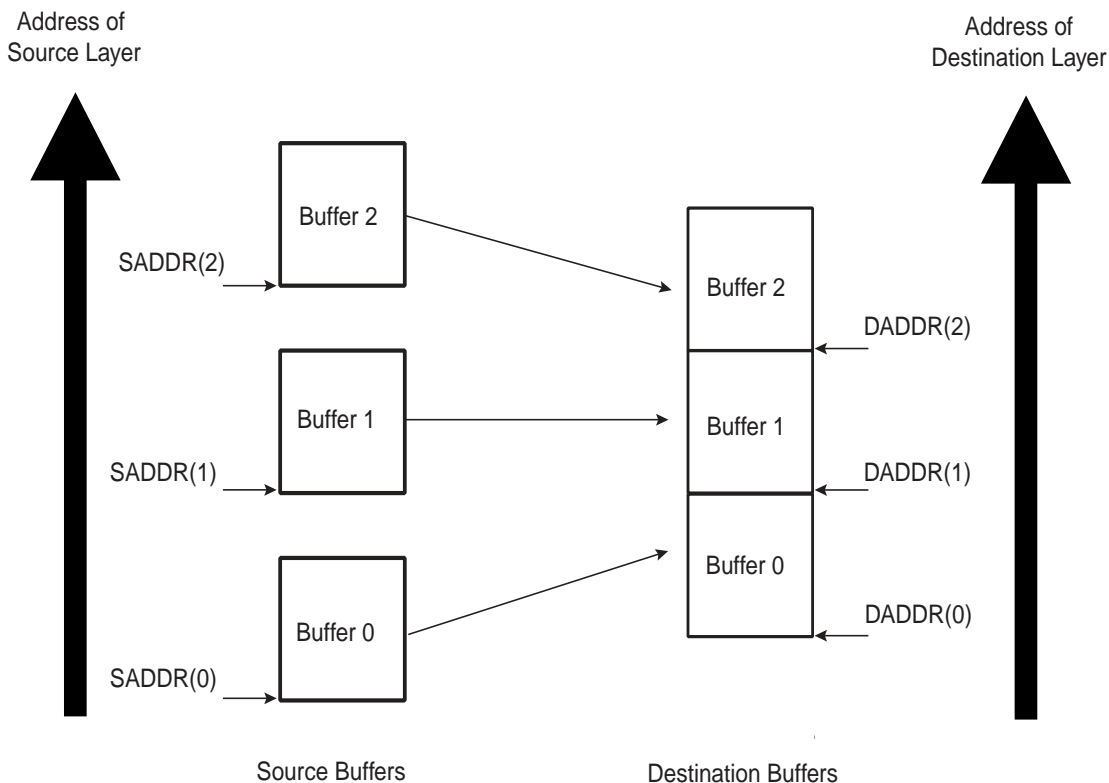 Address of
Source Layer
Address of
Destination Layer
Buffer 2
SADDR(2)
Buffer 2
DADDR(2)
Buffer 1
Buffer 1
SADDR(1)
DADDR(1)
Buffer 0
Buffer 0
DADDR(0)
SADDR(0)
Source Buffers
Destination Buffers